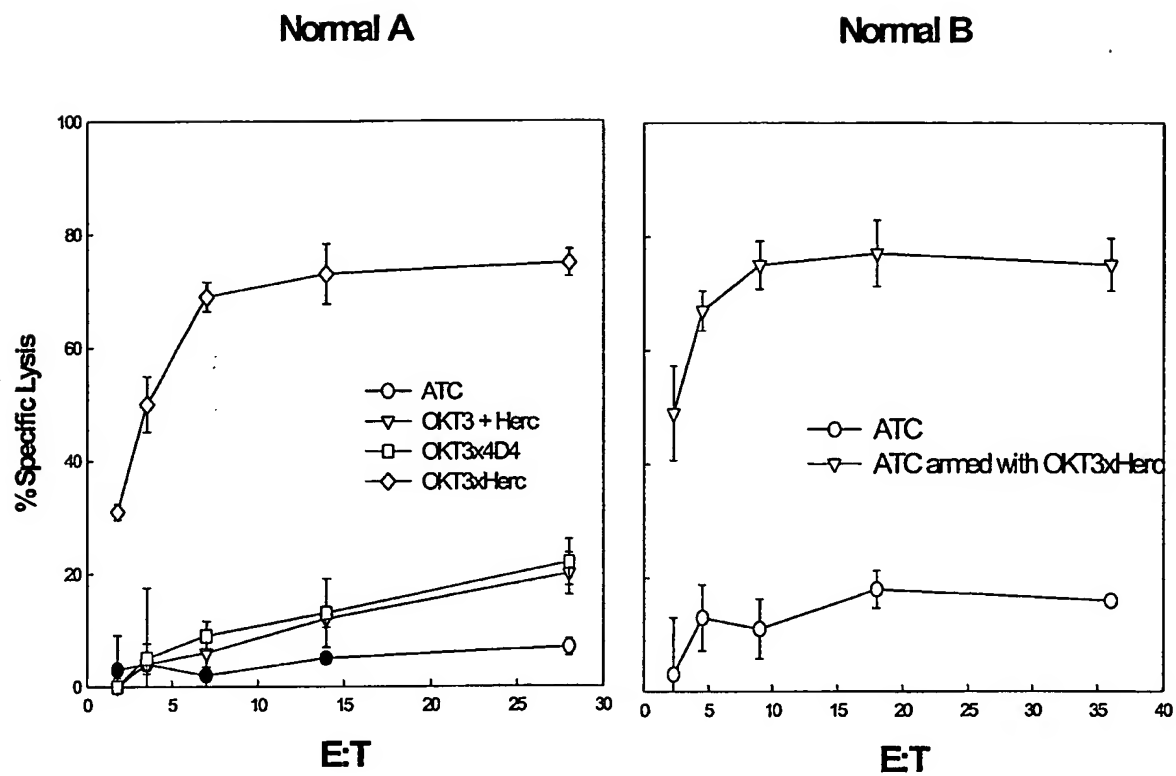 Normal A
Normal B
% Specific Lysis
100
80
60
40
20
0
ATC
OKT3 + Herc
OKT3x4D4
OKT3xHerc
0 5 10 15 20 25 30
E:T
ATC
ATC armed with OKT3xHerc
0 5 10 15 20 25 30 35 40
E:T